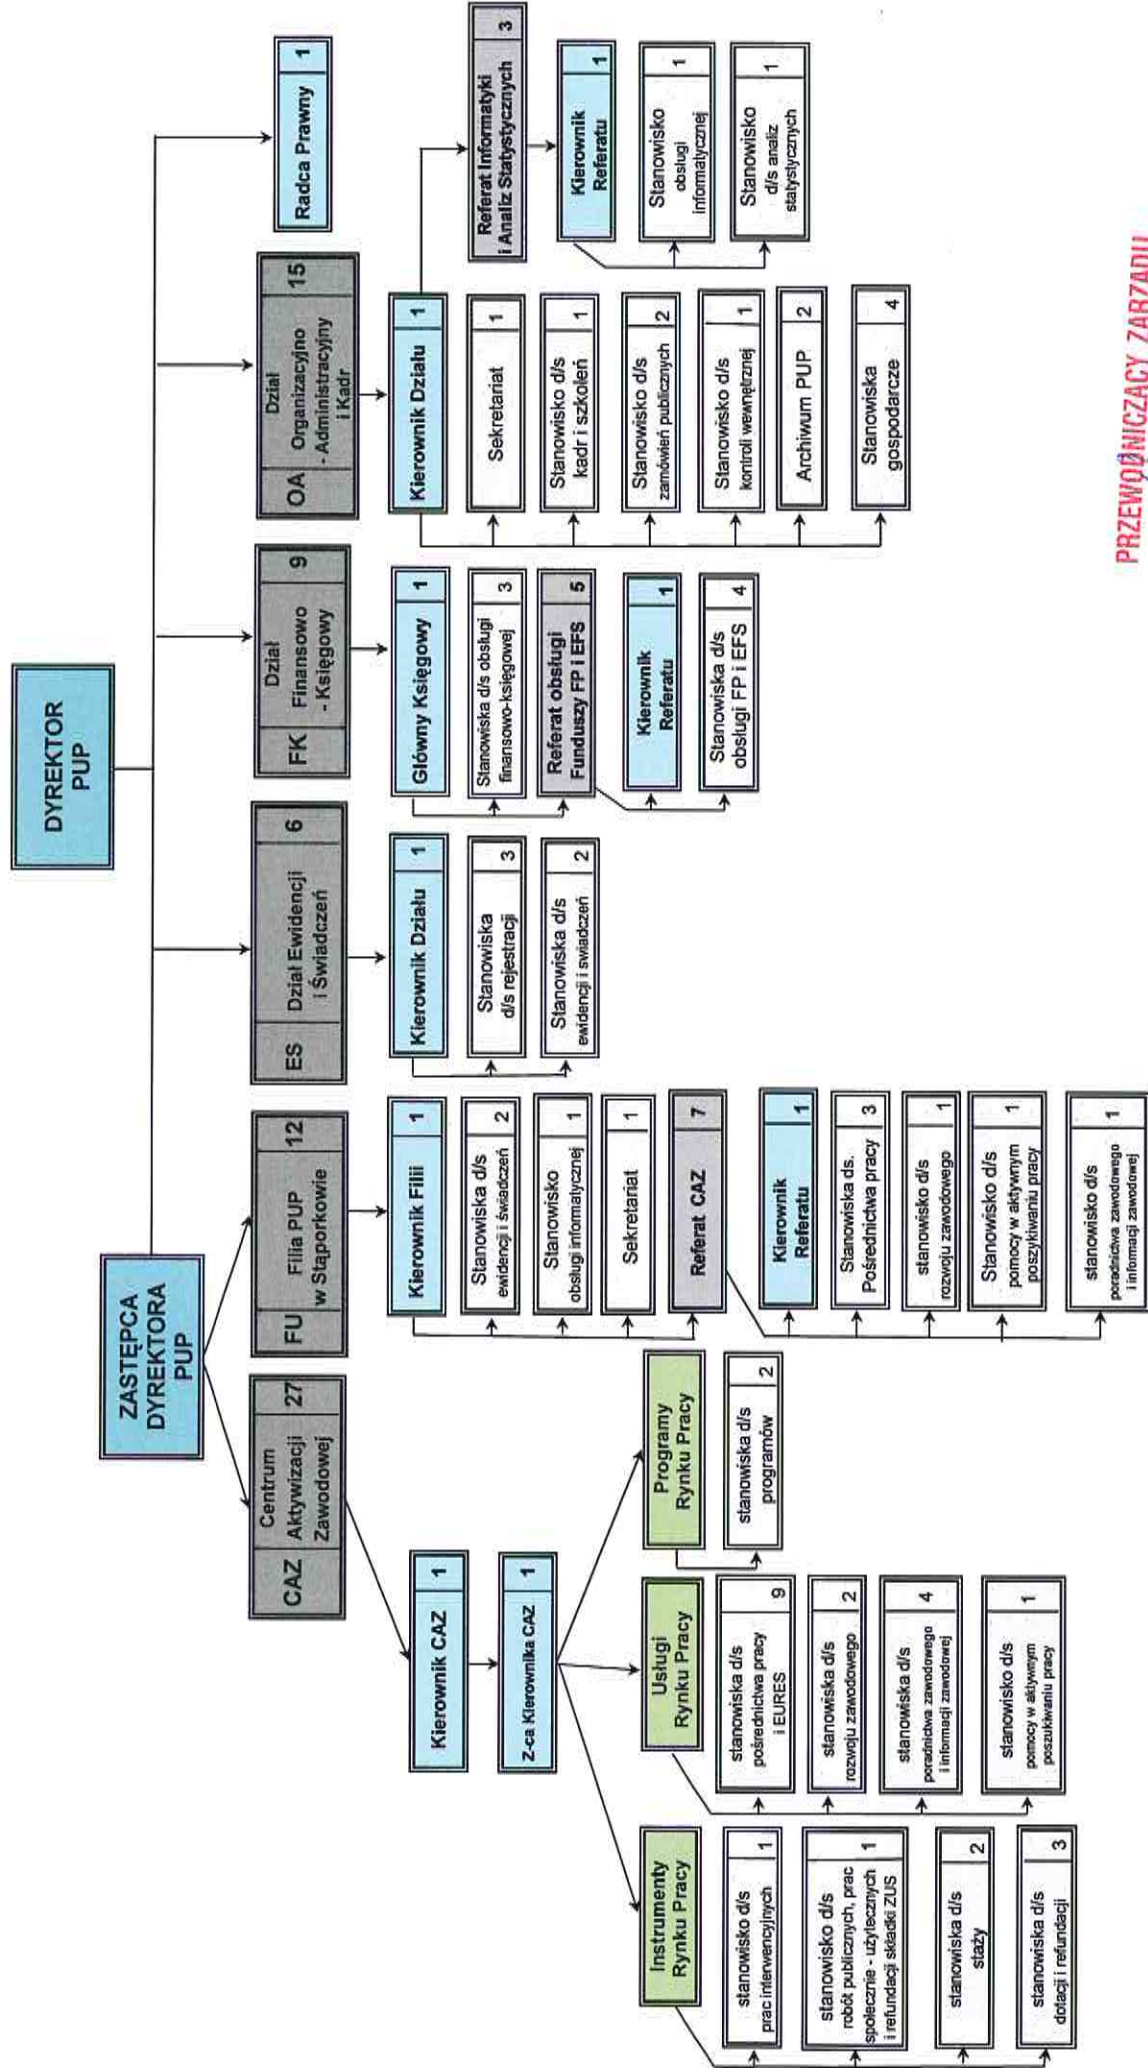 DYREKTOR
PUP
ZASTĘPCA
DYREKTORA
PUP
CAZ
Centrum
Aktywizacji
Zawodowej
27
FU
Filia PUP
w Stąporkowie
12
ES
Dział Ewidencji
i Świadczeń
6
FK
Dział
Finansowo
- Księgowy
9
OA
Dział
Organizacyjno
- Administracyjny
i Kadr
15
Radca Prawny
1
Kierownik CAZ
1
Z-ca Kierownika CAZ
1
Instrumenty
Rynku Pracy
stanowisko d/s
prac interwencyjnych
1
stanowisko d/s
robót publicznych, prac
społecznie - użytecznych
i refundacji składki ZUS
1
stanowiska d/s
staży
2
stanowiska d/s
dotacji i refundacji
3
Usługi
Rynku Pracy
stanowiska d/s
pośrednictwa pracy
i EURES
9
stanowiska d/s
rozwoju zawodowego
2
stanowiska d/s
poradnictwa zawodowego
i informacji zawodowej
4
stanowisko d/s
pomocy w aktywnym
poszukiwaniu pracy
1
Programy
Rynku Pracy
stanowiska d/s
programów
2
Kierownik Filii
1
Stanowiska d/s
ewidencji i świadczeń
2
Stanowisko
obsługi informatycznej
1
Sekretariat
1
Referat CAZ
7
Kierownik
Referatu
1
Stanowiska ds.
Pośrednictwa pracy
3
stanowisko d/s
rozwoju zawodowego
1
Stanowisko d/s
pomocy w aktywnym
poszykiwaniu pracy
1
stanowisko d/s
poradnictwa zawodowego
i informacji zawodowej
1
Kierownik Działu
1
Stanowiska
d/s rejestracji
3
Stanowiska d/s
ewidencji i swiadczeń
2
Główny Księgowy
1
Stanowiska d/s obsługi
finansowo-księgowej
3
Referat obsługi
Funduszy FP i EFS
5
Kierownik
Referatu
1
Stanowiska d/s
obsługi FP i EFS
4
Kierownik Działu
1
Sekretariat
1
Stanowisko d/s
kadr i szkoleń
1
Stanowisko d/s
zamówień publicznych
2
Stanowisko d/s
kontroli wewnętrznej
1
Archiwum PUP
2
Stanowiska
gospodarcze
4
Referat Informatyki
i Analiz Statystycznych
3
Kierownik
Referatu
1
Stanowisko
obsługi
informatycznej
1
Stanowisko
d/s analiz
statystycznych
1
PRZEWODNICZĄCY ZARZĄDU